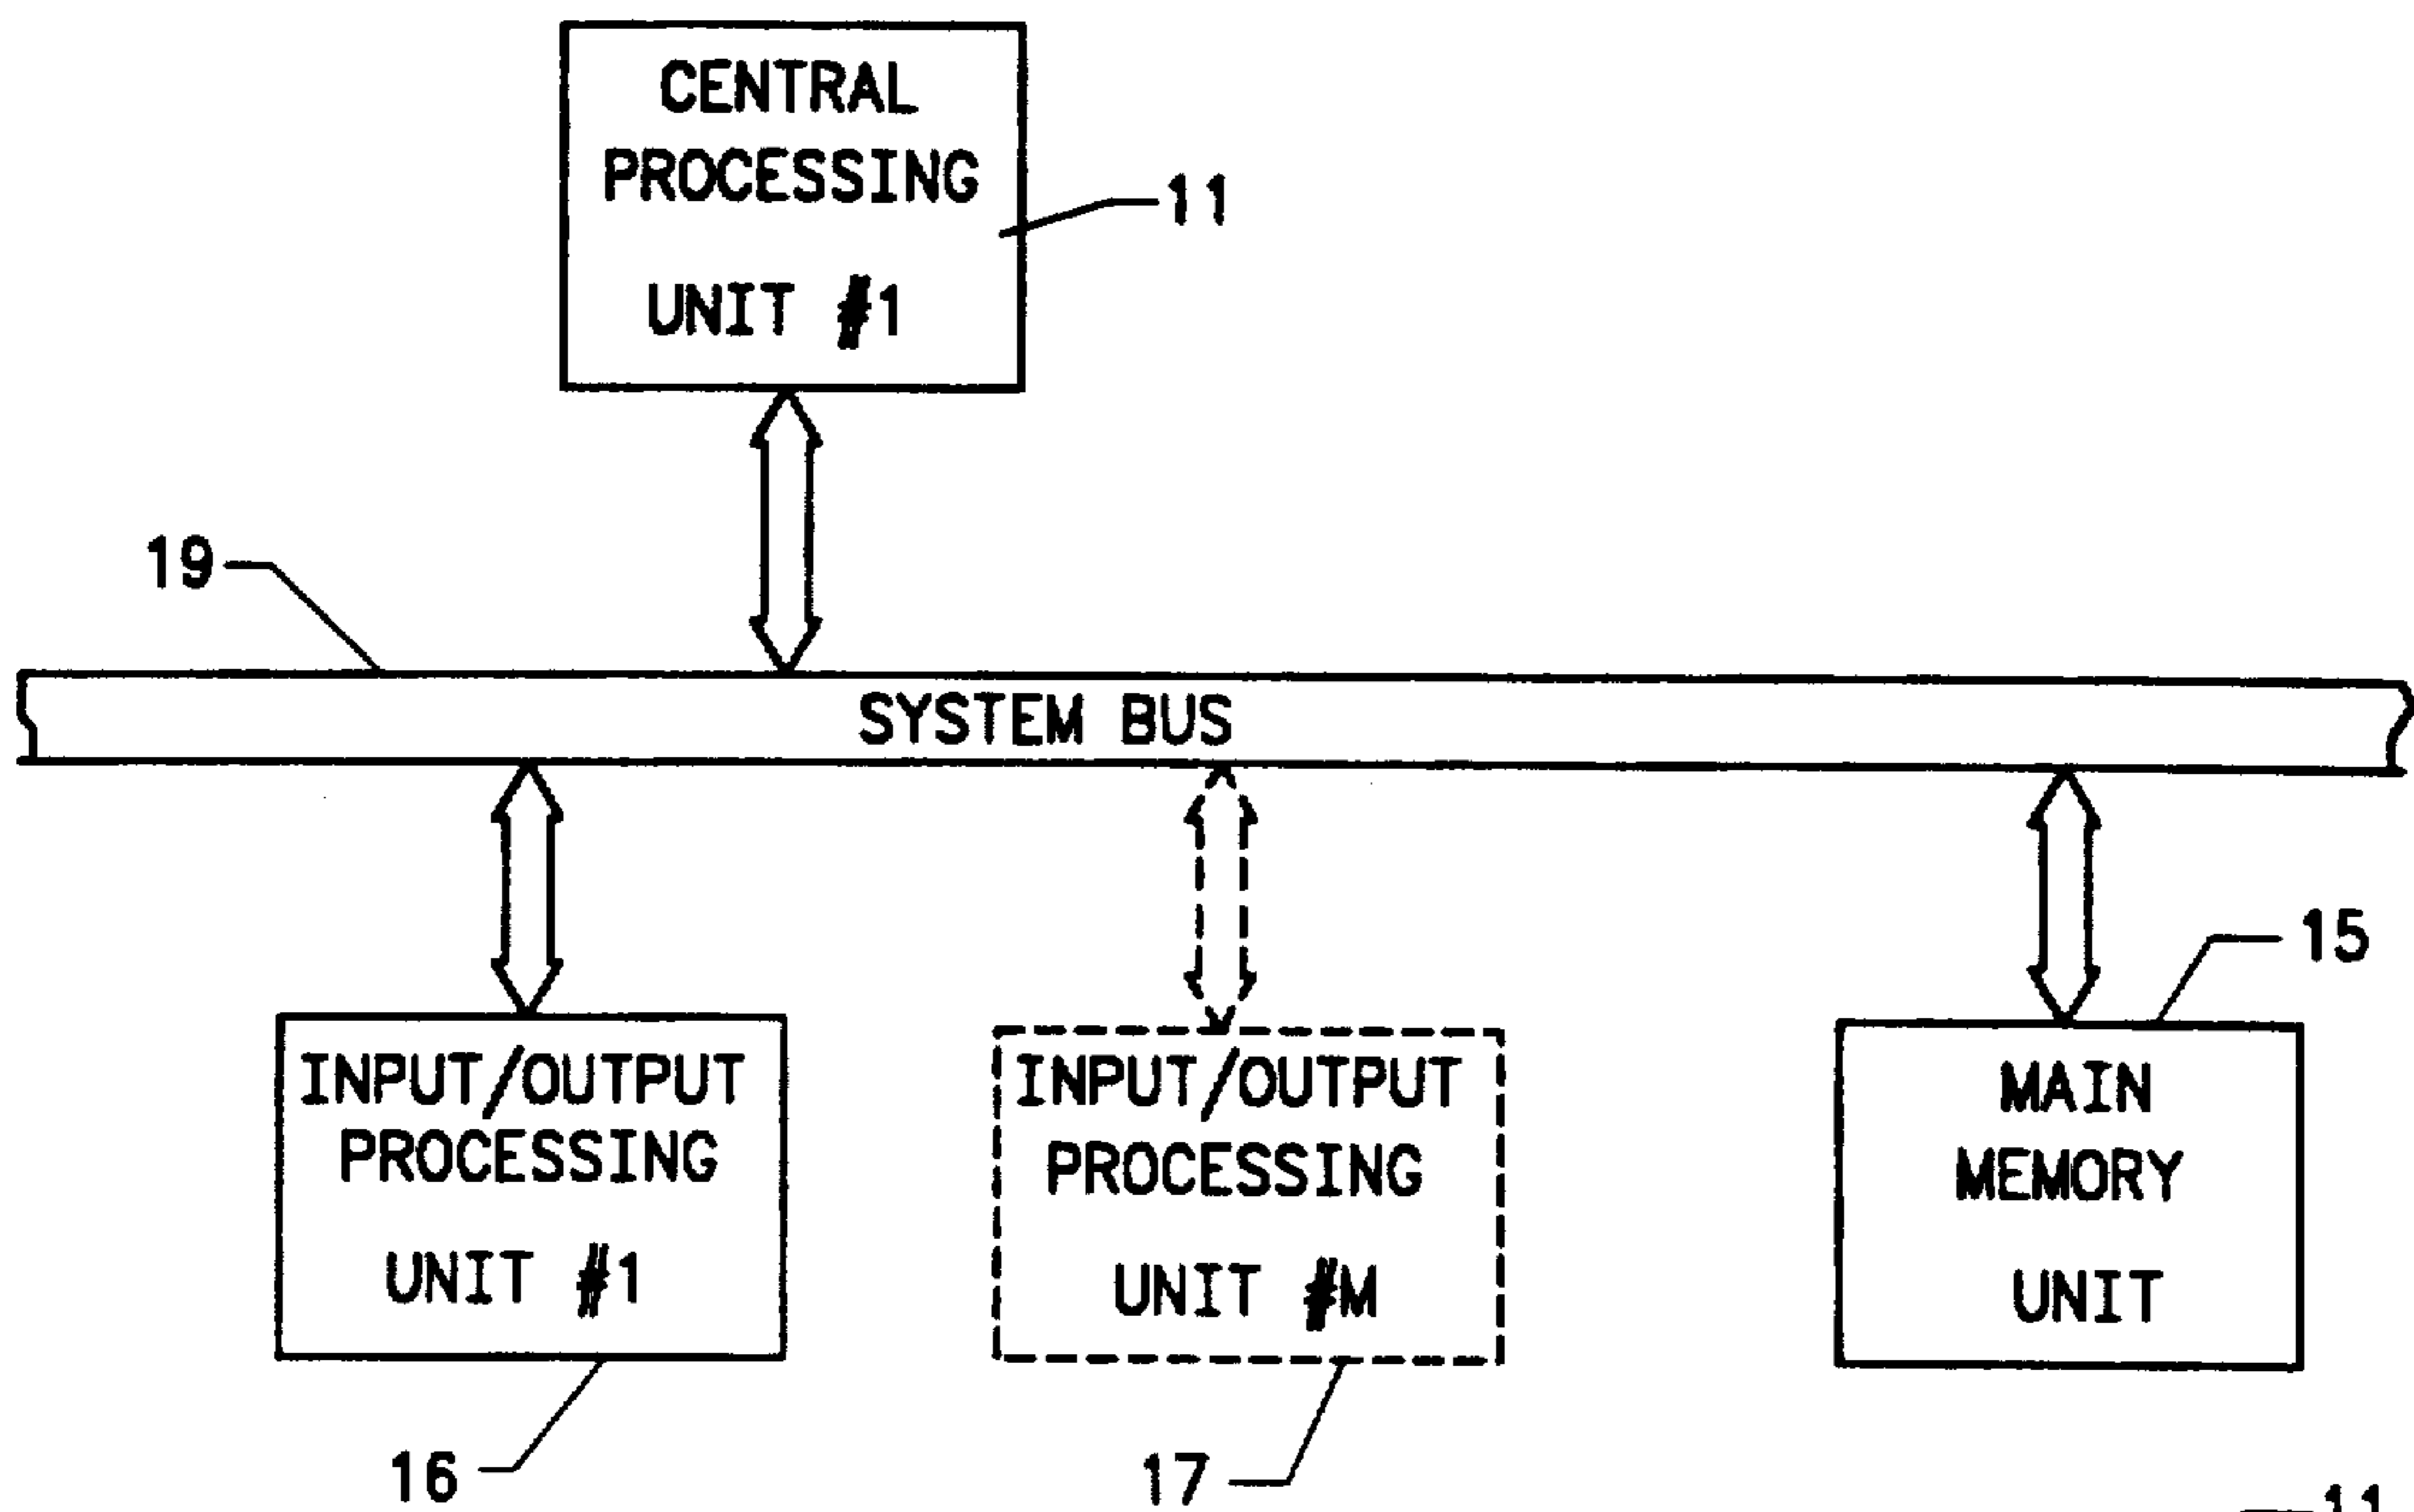 CENTRAL
PROCESSING
UNIT #1
11
19
SYSTEM BUS
15
INPUT/OUTPUT
PROCESSING
UNIT #1
INPUT/OUTPUT
PROCESSING
UNIT #M
MAIN
MEMORY
UNIT
16
17
11